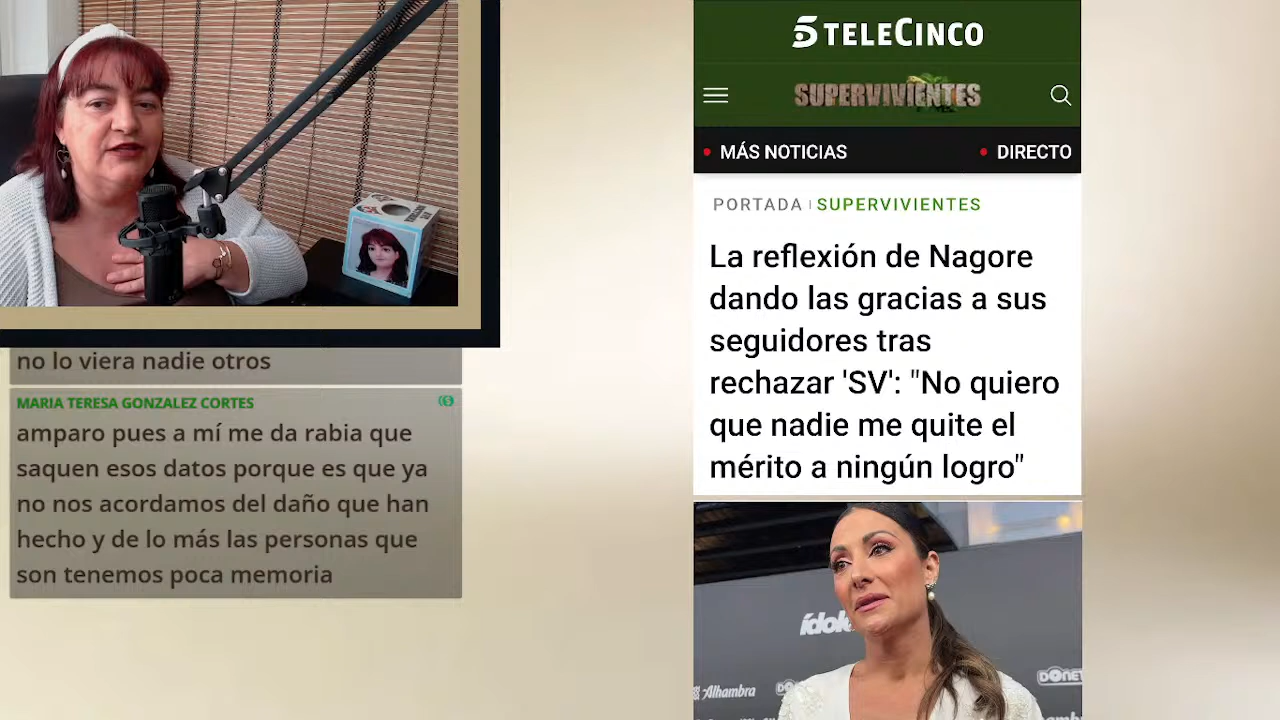 no lo viera nadie otros
MARIA TERESA GONZALEZ CORTES
amparo pues a mí me da rabia que
saquen esos datos porque es que ya
no nos acordamos del daño que han
hecho y de lo más las personas que
son tenemos poca memoria
TELECINCO
SUPERVIVIENTES
MÁS NOTICIAS
DIRECTO
PORTADA | SUPERVIVIENTES
La reflexión de Nagore
dando las gracias a sus
seguidores tras
rechazar 'SV': "No quiero
que nadie me quite el
mérito a ningún logro"
ídol
Alhambra
DONET